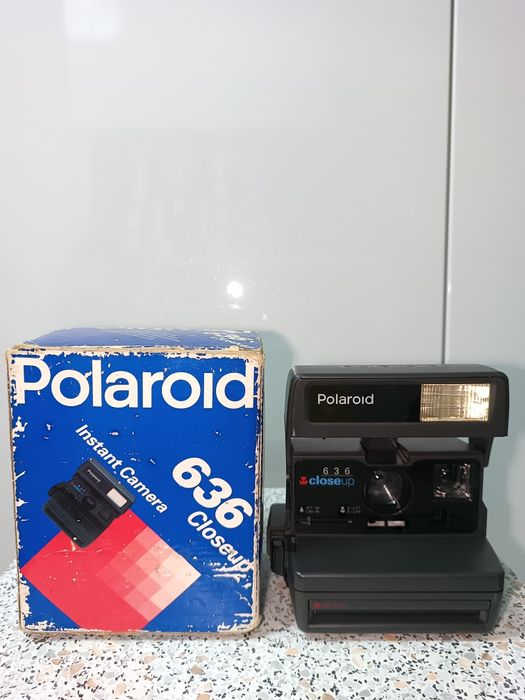 Polaroid
Instant Camera
636
Closeup
Polaroid
636
closeup